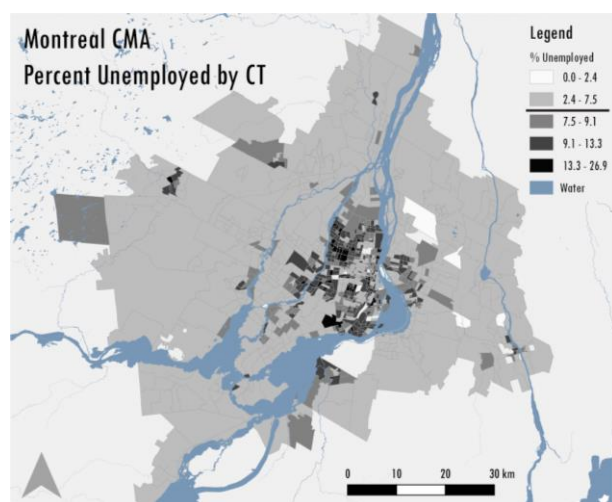 Montreal CMA
Percent Unemployed by CT
Legend
% Unemployed
0.0 - 2.4
2.4 - 7.5
7.5 - 9.1
9.1 - 13.3
13.3 - 26.9
Water
0 10 20 30 km